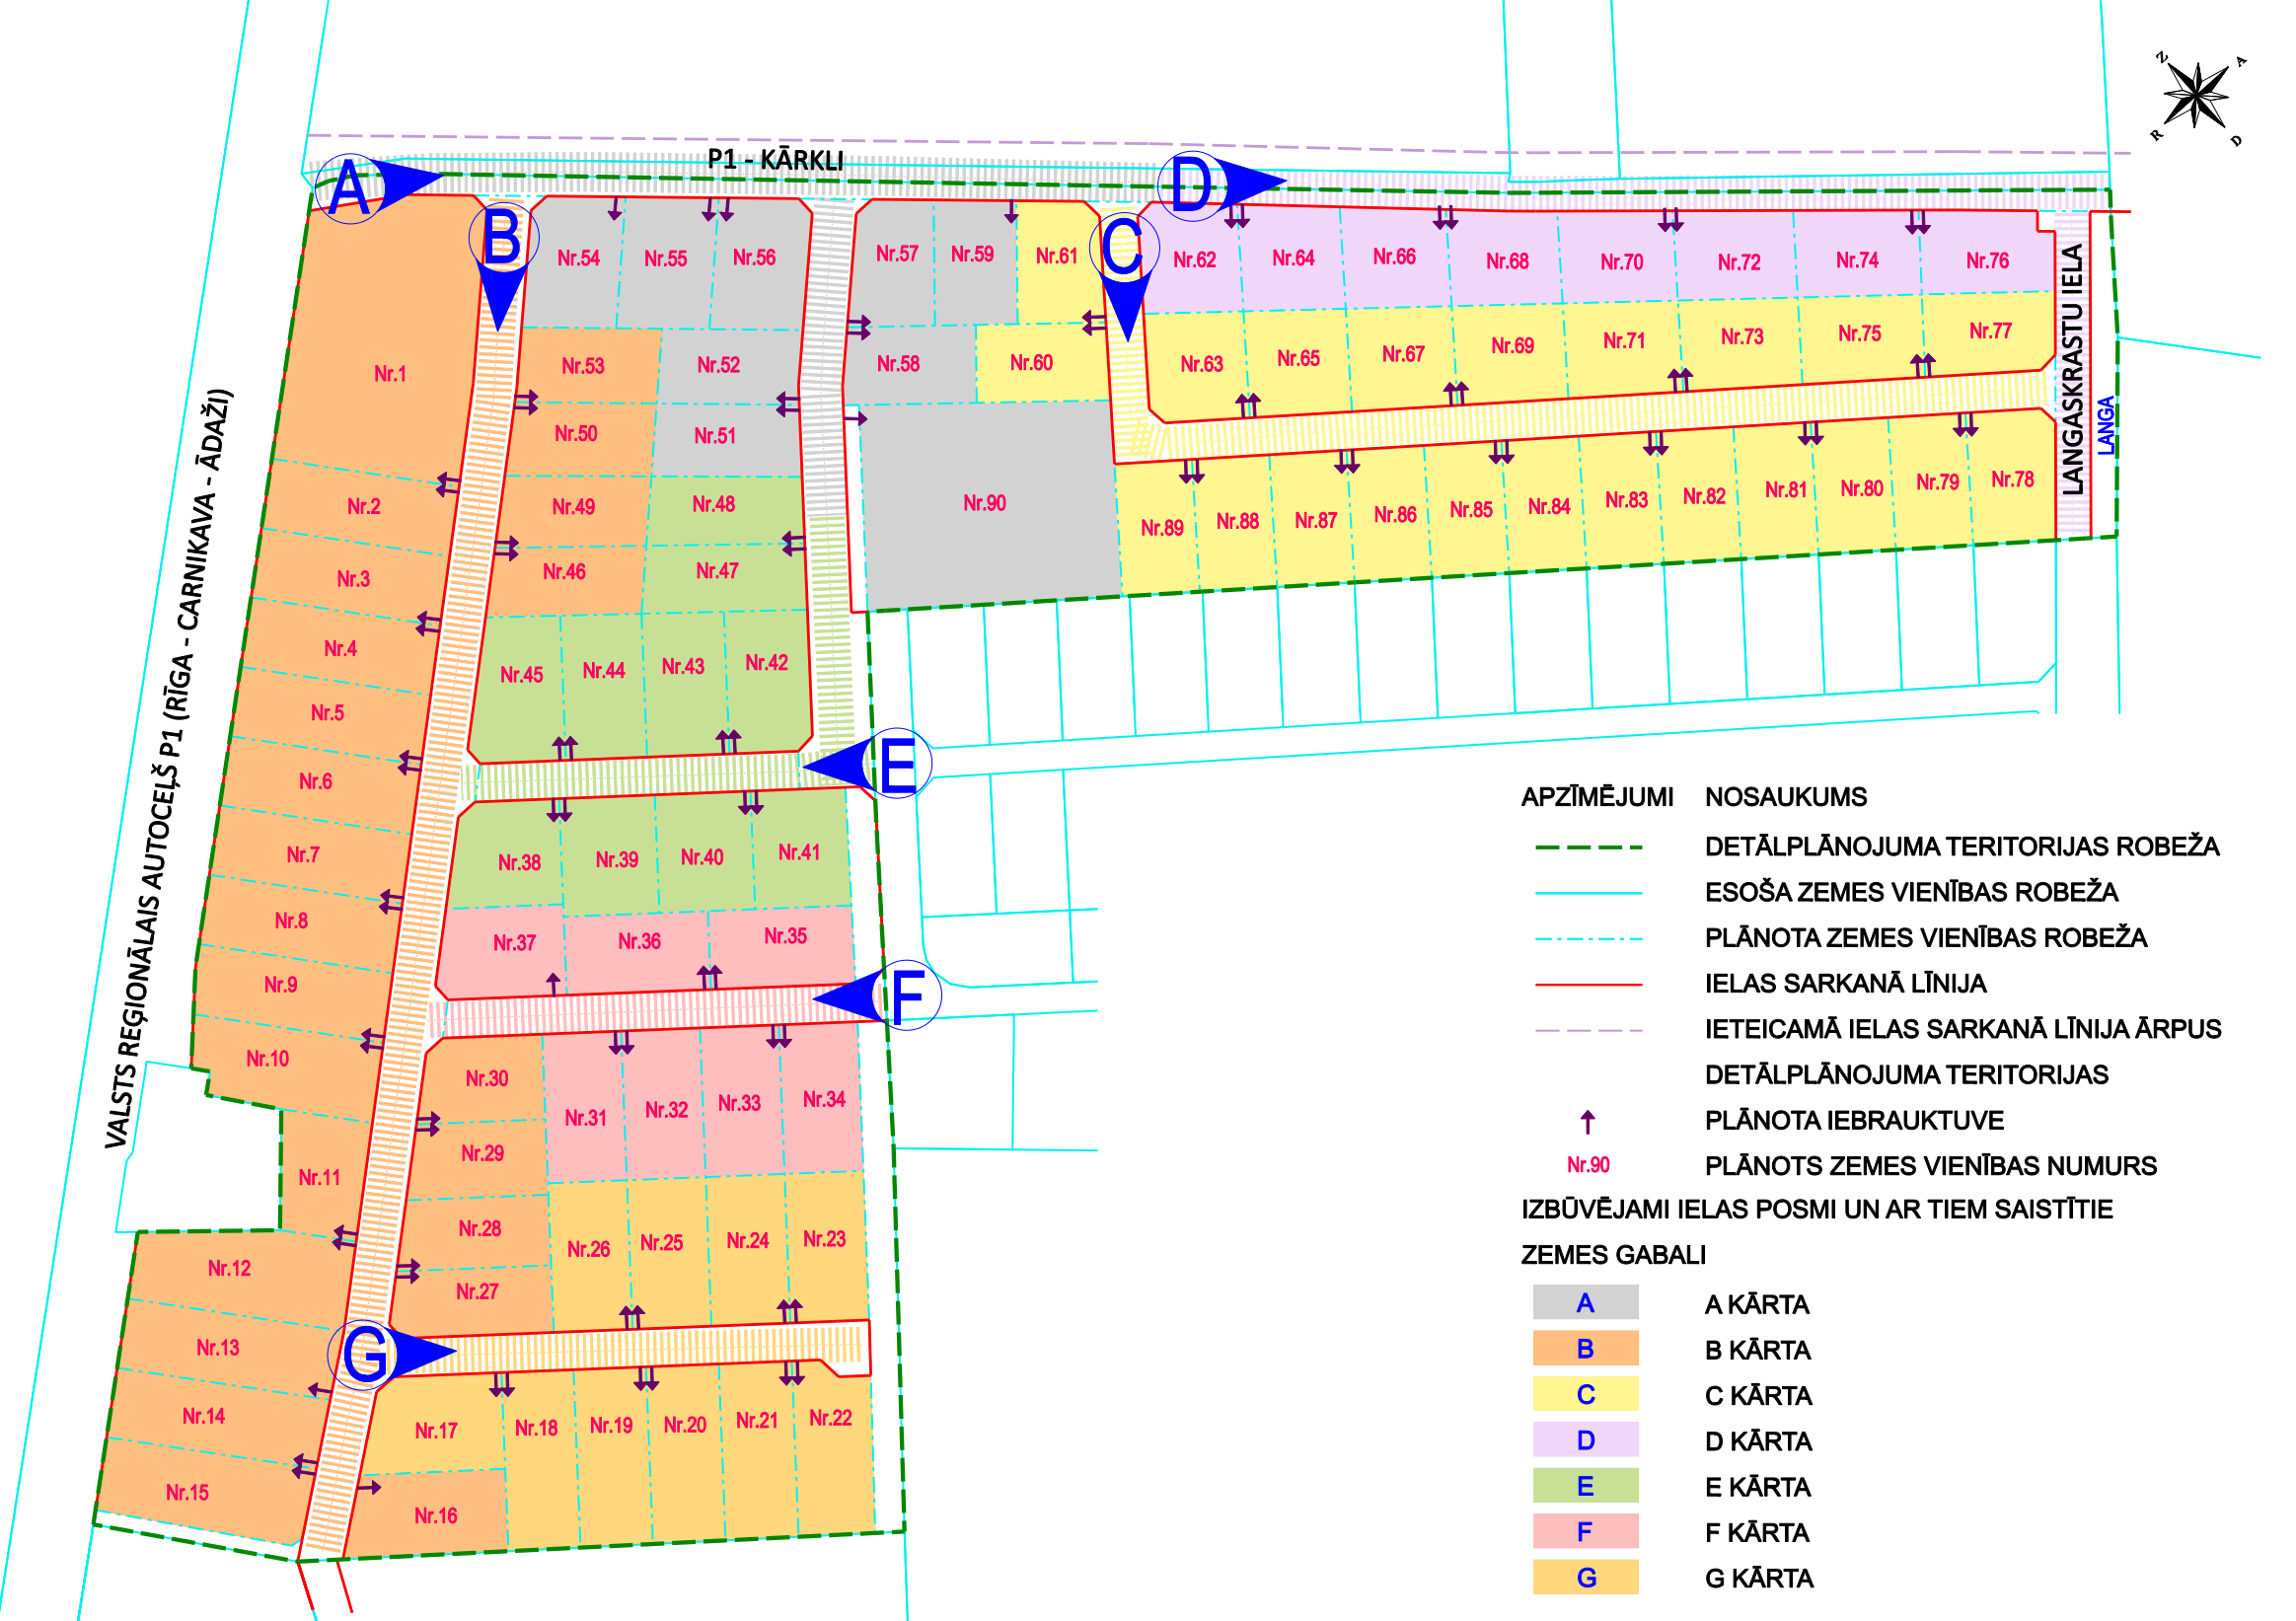 Z
A
R
D
P1 - KĀRKLI
A
D
B
C
Nr.54
Nr.55
Nr.56
Nr.57
Nr.59
Nr.61
Nr.62
Nr.64
Nr.66
Nr.68
Nr.70
Nr.72
Nr.74
Nr.76
Nr.1
Nr.53
Nr.52
Nr.58
Nr.60
Nr.63
Nr.65
Nr.67
Nr.69
Nr.71
Nr.73
Nr.75
Nr.77
LANGASKRASTU IELA
LANGA
Nr.50
Nr.51
Nr.2
Nr.49
Nr.48
Nr.90
Nr.89
Nr.88
Nr.87
Nr.86
Nr.85
Nr.84
Nr.83
Nr.82
Nr.81
Nr.80
Nr.79
Nr.78
Nr.3
Nr.46
Nr.47
Nr.4
Nr.45
Nr.44
Nr.43
Nr.42
Nr.5
Nr.6
E
VALSTS REĢIONĀLAIS AUTOCEĻŠ P1 (RĪGA - CARNIKAVA - ĀDAŽI)
Nr.7
Nr.38
Nr.39
Nr.40
Nr.41
Nr.8
Nr.37
Nr.36
Nr.35
Nr.9
F
Nr.10
Nr.30
Nr.31
Nr.32
Nr.33
Nr.34
Nr.29
Nr.11
Nr.28
Nr.26
Nr.25
Nr.24
Nr.23
Nr.12
Nr.27
Nr.13
G
Nr.14
Nr.17
Nr.18
Nr.19
Nr.20
Nr.21
Nr.22
Nr.15
Nr.16
APZĪMĒJUMI NOSAUKUMS
DETĀLPLĀNOJUMA TERITORIJAS ROBEŽA
ESOŠA ZEMES VIENĪBAS ROBEŽA
PLĀNOTA ZEMES VIENĪBAS ROBEŽA
IELAS SARKANĀ LĪNIJA
IETEICAMĀ IELAS SARKANĀ LĪNIJA ĀRPUS
DETĀLPLĀNOJUMA TERITORIJAS
PLĀNOTA IEBRAUKTUVE
Nr.90 PLĀNOTS ZEMES VIENĪBAS NUMURS
IZBŪVĒJAMI IELAS POSMI UN AR TIEM SAISTĪTIE
ZEMES GABALI
A A KĀRTA
B B KĀRTA
C C KĀRTA
D D KĀRTA
E E KĀRTA
F F KĀRTA
G G KĀRTA